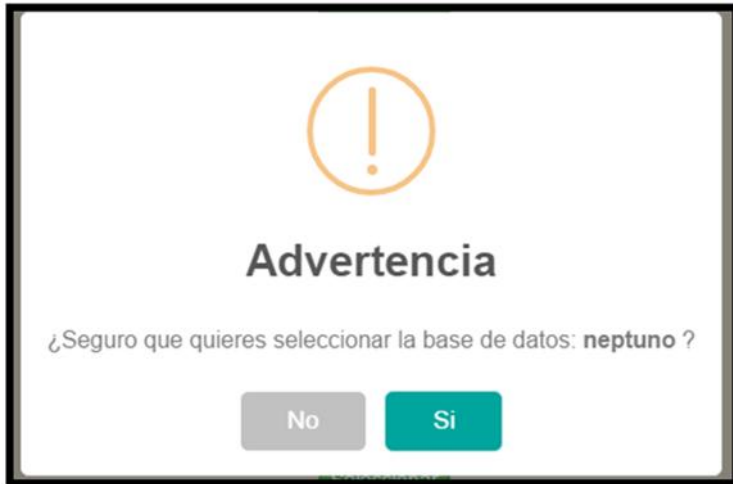 Advertencia
¿Seguro que quieres seleccionar la base de datos: neptuno ?
No
Si